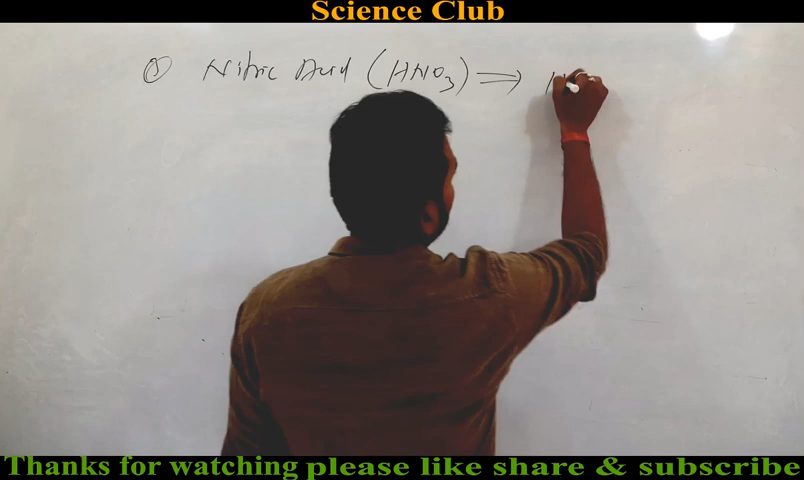 Science Club
① Nitric Acid (HNO3) ⇒
Thanks for watching please like share & subscribe